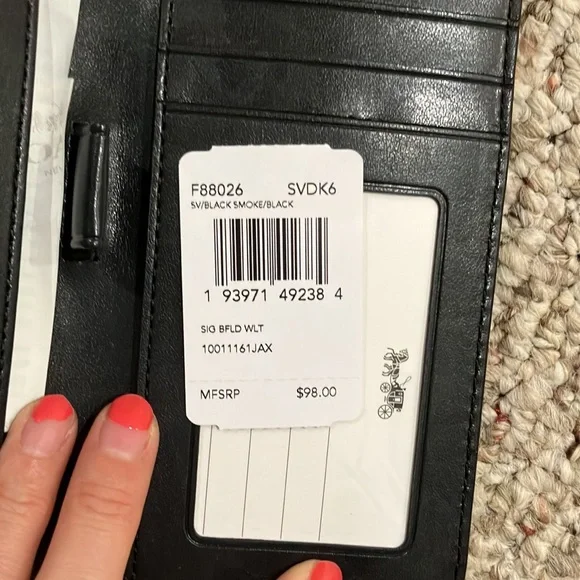 F88026 SVDK6
SV/BLACK SMOKE/BLACK
1 93971 49238 4
SIG BFLD WLT
10011161JAX
MFSRP $98.00